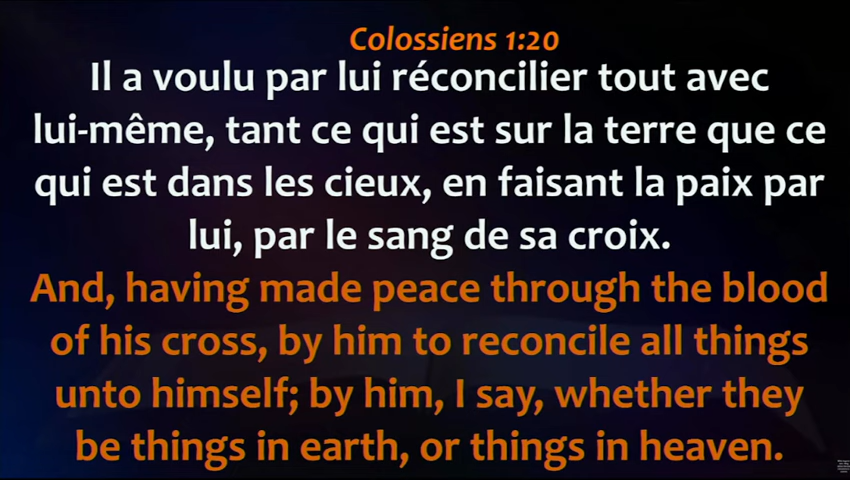 Colossiens 1:20
Il a voulu par lui réconcilier tout avec
lui-même, tant ce qui est sur la terre que ce
qui est dans les cieux, en faisant la paix par
lui, par le sang de sa croix.
And, having made peace through the blood
of his cross, by him to reconcile all things
unto himself; by him, I say, whether they
be things in earth, or things in heaven.